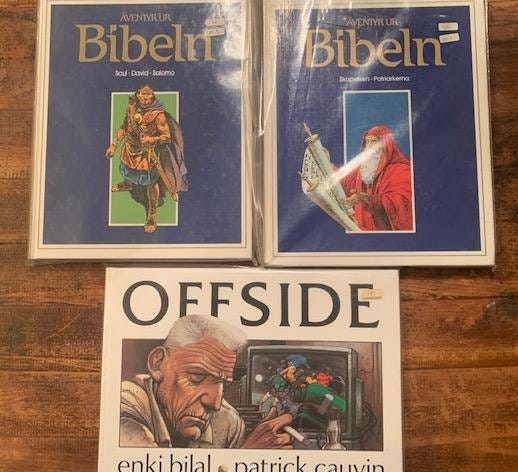 ÄVENTYR UR
Bibeln
Saul · David · Salomo
ÄVENTYR UR
Bibeln
Skapelsen · Patriarkerna
OFFSIDE
enki bilal · patrick cauvin